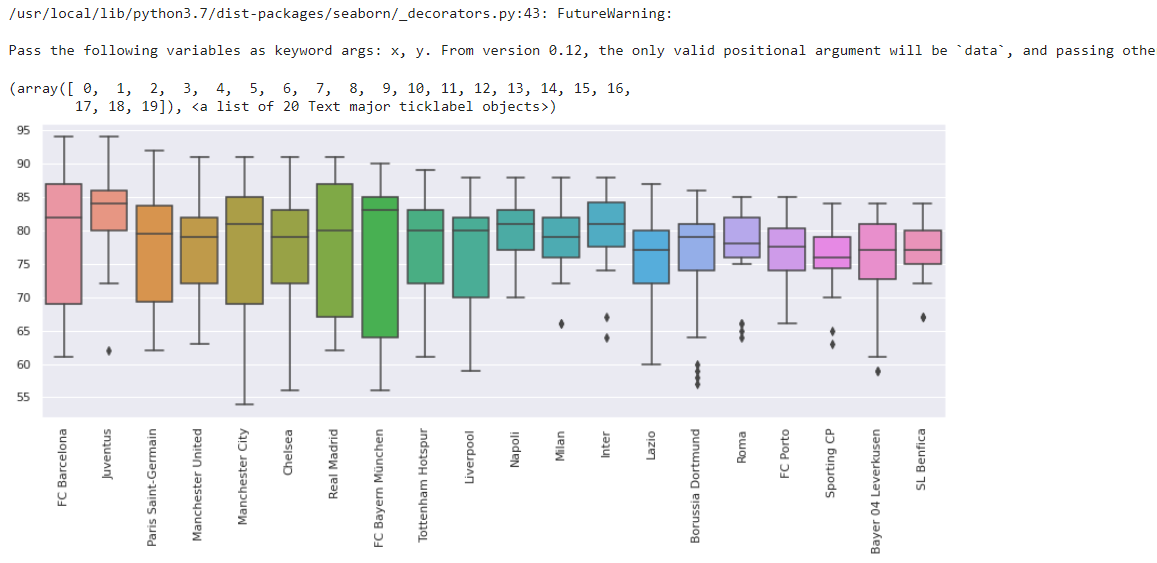 /usr/local/lib/python3.7/dist-packages/seaborn/_decorators.py:43: FutureWarning:
Pass the following variables as keyword args: x, y. From version 0.12, the only valid positional argument will be `data`, and passing othe
(array([ 0,  1,  2,  3,  4,  5,  6,  7,  8,  9, 10, 11, 12, 13, 14, 15, 16,
17, 18, 19]), <a list of 20 Text major ticklabel objects>)
95
90
85
80
75
70
65
60
55
FC Barcelona
Juventus
Paris Saint-Germain
Manchester United
Manchester City
Chelsea
Real Madrid
FC Bayern München
Tottenham Hotspur
Liverpool
Napoli
Milan
Inter
Lazio
Borussia Dortmund
Roma
FC Porto
Sporting CP
Bayer 04 Leverkusen
SL Benfica